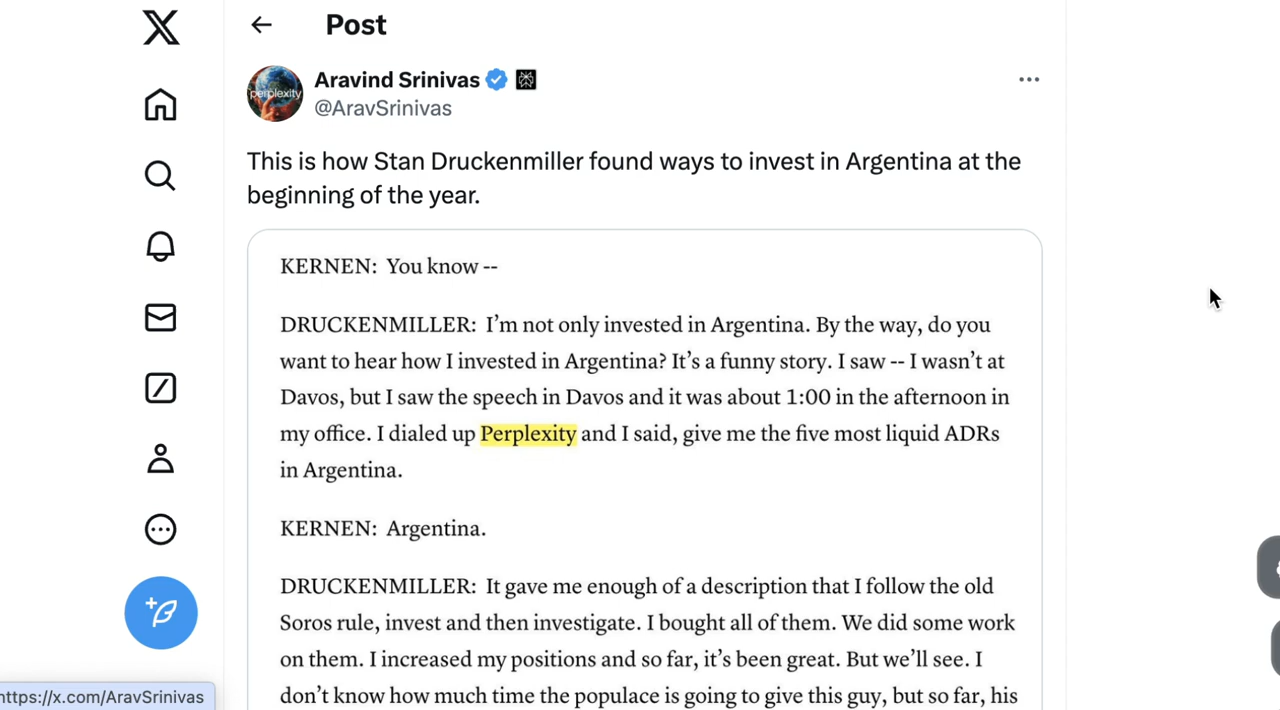 Post
perplexity
Aravind Srinivas
@AravSrinivas
This is how Stan Druckenmiller found ways to invest in Argentina at the
beginning of the year.
KERNEN: You know --
DRUCKENMILLER: I’m not only invested in Argentina. By the way, do you
want to hear how I invested in Argentina? It’s a funny story. I saw -- I wasn’t at
Davos, but I saw the speech in Davos and it was about 1:00 in the afternoon in
my office. I dialed up Perplexity and I said, give me the five most liquid ADRs
in Argentina.
KERNEN: Argentina.
DRUCKENMILLER: It gave me enough of a description that I follow the old
Soros rule, invest and then investigate. I bought all of them. We did some work
on them. I increased my positions and so far, it’s been great. But we’ll see. I
don’t know how much time the populace is going to give this guy, but so far, his
https://x.com/AravSrinivas